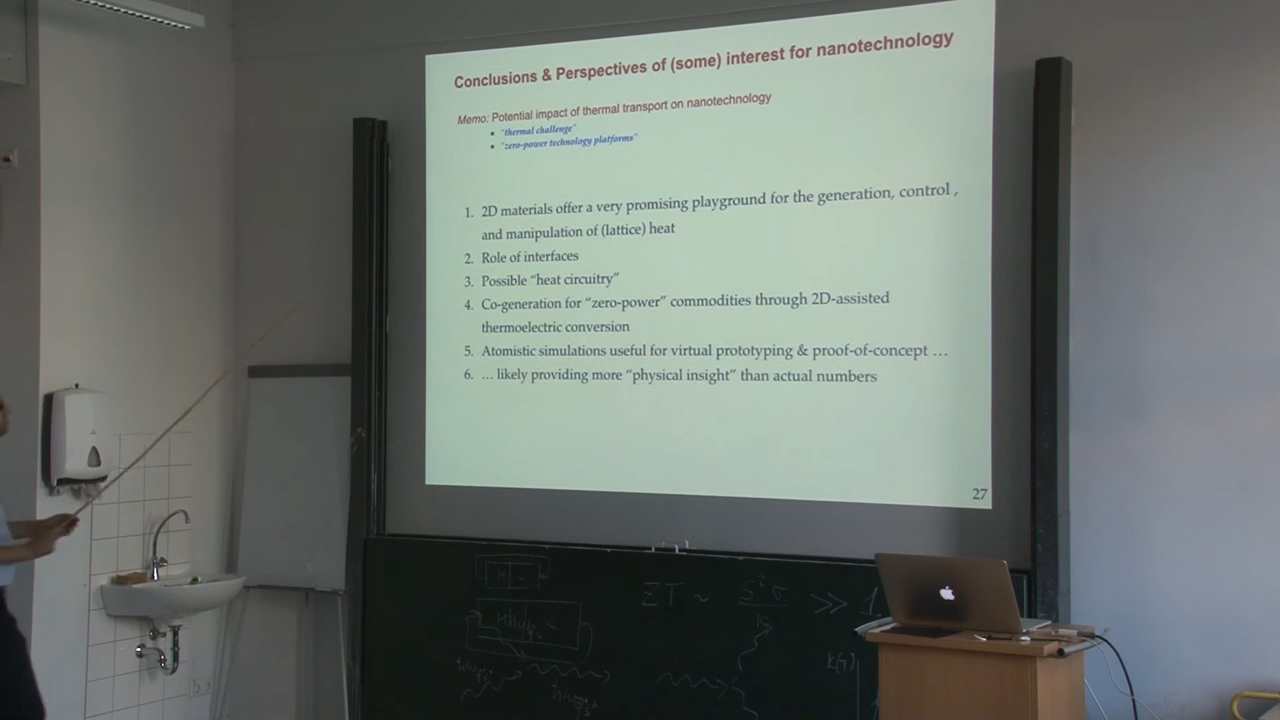 Conclusions & Perspectives of (some) interest for nanotechnology
Memo: Potential impact of thermal transport on nanotechnology
• "thermal challenge"
• "zero-power technology platforms"
1. 2D materials offer a very promising playground for the generation, control ,
and manipulation of (lattice) heat
2. Role of interfaces
3. Possible "heat circuitry"
4. Co-generation for "zero-power" commodities through 2D-assisted
thermoelectric conversion
5. Atomistic simulations useful for virtual prototyping & proof-of-concept ...
6. ... likely providing more "physical insight" than actual numbers
27
ZT ~ S²σ >> 1